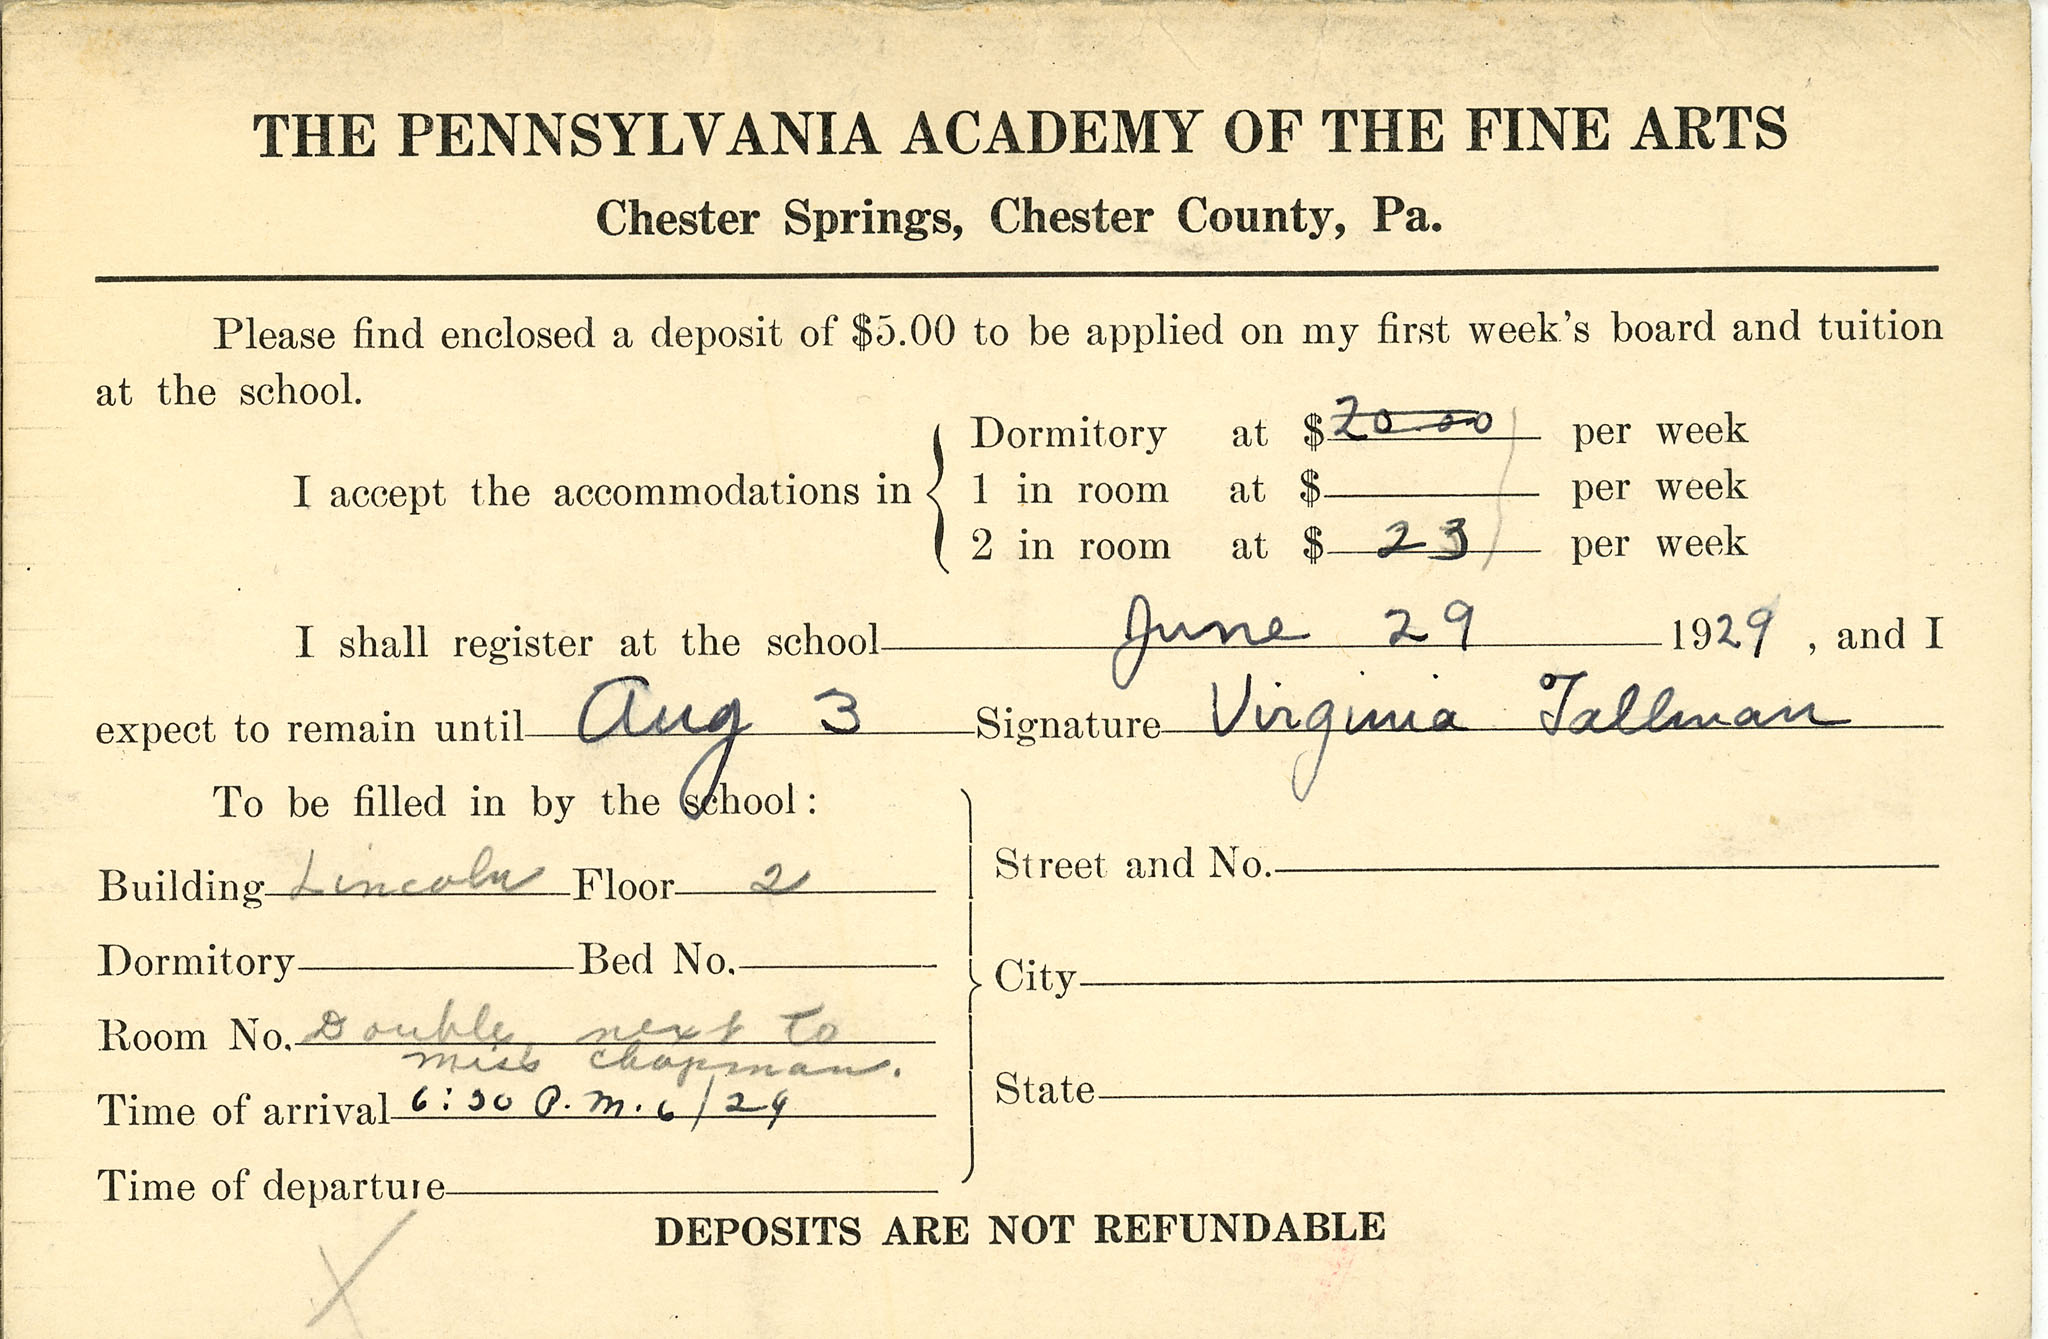 THE PENNSYLVANIA ACADEMY OF THE FINE ARTS
Chester Springs, Chester County, Pa.
Please find enclosed a deposit of $5.00 to be applied on my first week's board and tuition
at the school.
I accept the accommodations in
Dormitory at $20.00 per week
1 in room at $ per week
2 in room at $ 23 per week
I shall register at the school June 29 1929, and I
expect to remain until Aug 3 Signature Virginia Tallman
To be filled in by the school:
Building Lincoln Floor 2
Dormitory Bed No.
Room No. Double next to
Miss Chapman.
Time of arrival 6:30 P.M. 6/29
Time of departure
Street and No.
City
State
DEPOSITS ARE NOT REFUNDABLE